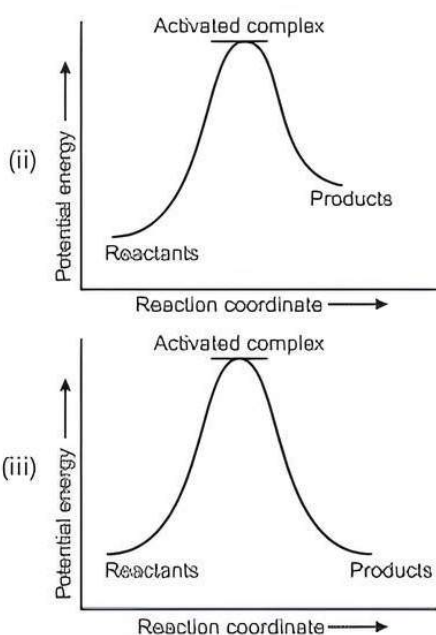 Activated complex
(ii)
Potential energy
Products
Reactants
Reaction coordinate
Activated complex
(iii)
Potential energy
Reactants
Products
Reaction coordinate